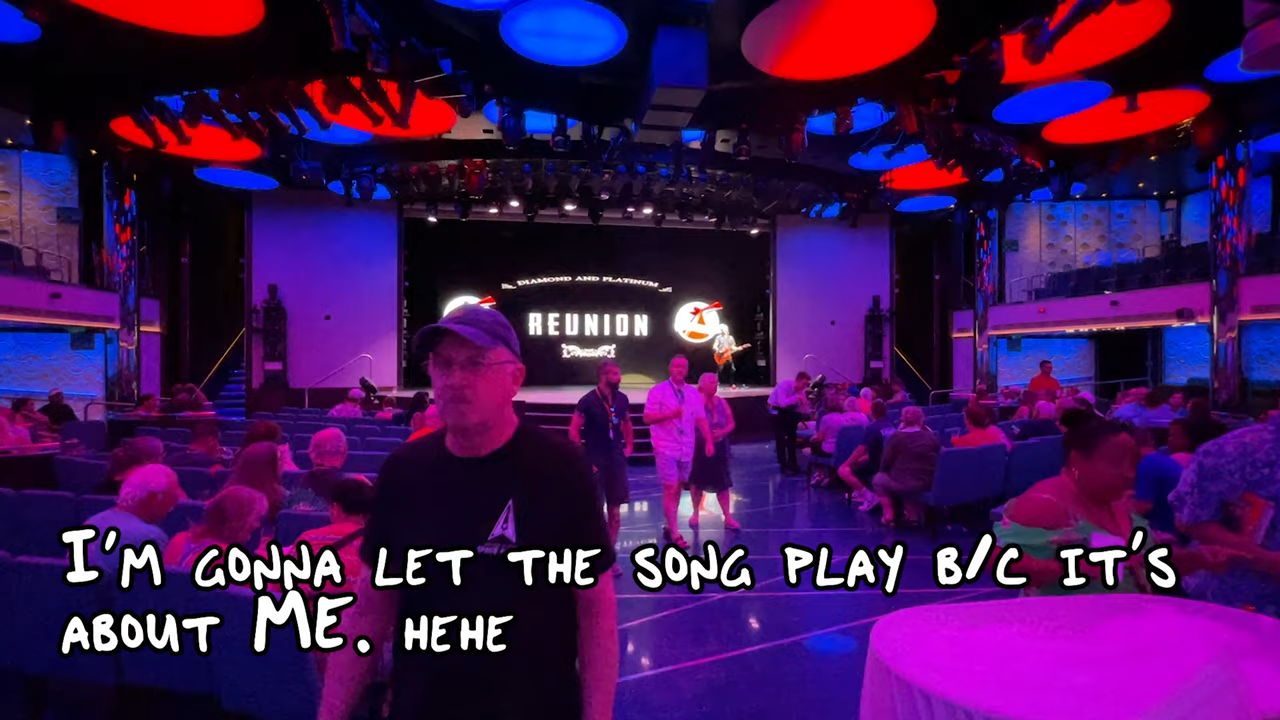 DIAMOND AND PLATINUM
REUNION
I'M GONNA LET THE SONG PLAY B/C IT'S
ABOUT ME. HEHE